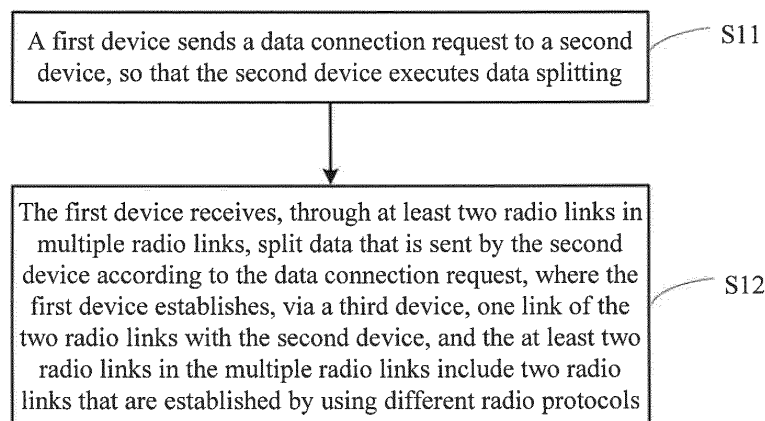 A first device sends a data connection request to a second
device, so that the second device executes data splitting
S11
The first device receives, through at least two radio links in
multiple radio links, split data that is sent by the second
device according to the data connection request, where the
first device establishes, via a third device, one link of the
two radio links with the second device, and the at least two
radio links in the multiple radio links include two radio
links that are established by using different radio protocols
S12